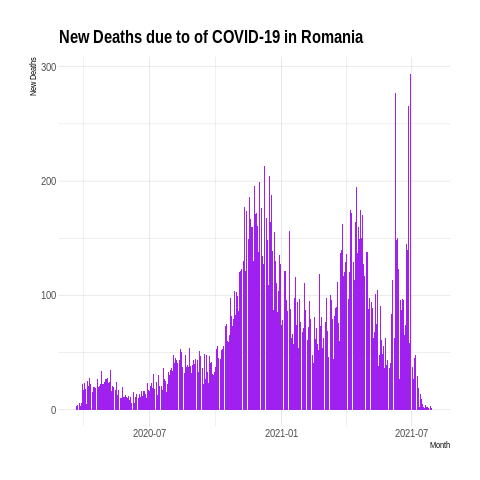 New Deaths due to of COVID-19 in Romania
New Deaths
300
200
100
0
2020-07
2021-01
2021-07
Month